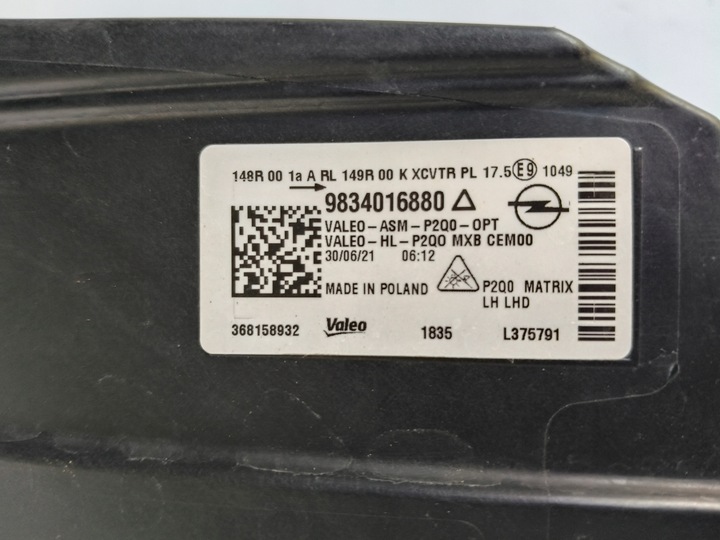 148R 00 1a A RL 149R 00 K XCVTR PL 17.5 E9 1049
9834016880
VALEO-ASM-P2Q0-OPT
VALEO-HL-P2QO MXB CEM00
30/06/21 06:12
MADE IN POLAND
P2Q0 MATRIX
LH LHD
368158932 Valeo 1835 L375791